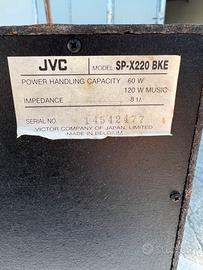 JVC MODEL SP-X220 BKE
POWER HANDLING CAPACITY 60 W
120 W MUSIC
IMPEDANCE 8 Ω
SERIAL NO. 14542477
VICTOR COMPANY OF JAPAN, LIMITED
MADE IN BELGIUM